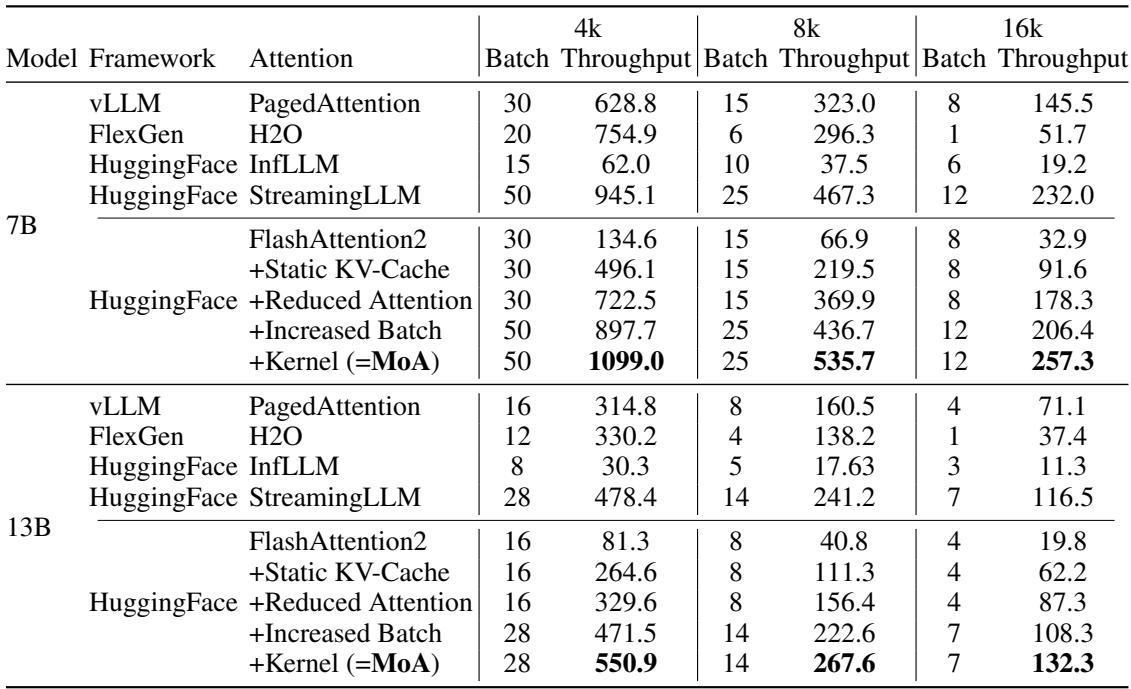 4k 8k 16k
Model Framework Attention Batch Throughput Batch Throughput Batch Throughput
vLLM PagedAttention 30 628.8 15 323.0 8 145.5
FlexGen H2O 20 754.9 6 296.3 1 51.7
HuggingFace InfLLM 15 62.0 10 37.5 6 19.2
HuggingFace StreamingLLM 50 945.1 25 467.3 12 232.0
7B
FlashAttention2 30 134.6 15 66.9 8 32.9
+Static KV-Cache 30 496.1 15 219.5 8 91.6
HuggingFace +Reduced Attention 30 722.5 15 369.9 8 178.3
+Increased Batch 50 897.7 25 436.7 12 206.4
+Kernel (=MoA) 50 1099.0 25 535.7 12 257.3
vLLM PagedAttention 16 314.8 8 160.5 4 71.1
FlexGen H2O 12 330.2 4 138.2 1 37.4
HuggingFace InfLLM 8 30.3 5 17.63 3 11.3
HuggingFace StreamingLLM 28 478.4 14 241.2 7 116.5
13B
FlashAttention2 16 81.3 8 40.8 4 19.8
+Static KV-Cache 16 264.6 8 111.3 4 62.2
HuggingFace +Reduced Attention 16 329.6 8 156.4 4 87.3
+Increased Batch 28 471.5 14 222.6 7 108.3
+Kernel (=MoA) 28 550.9 14 267.6 7 132.3